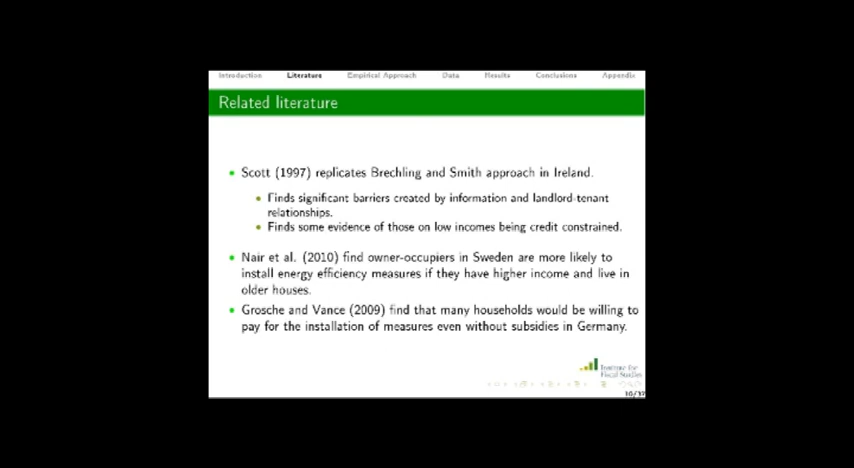 Introduction Literature Empirical Approach Data Results Conclusions Appendix
Related literature
Scott (1997) replicates Brechling and Smith approach in Ireland.
Finds significant barriers created by information and landlord-tenant
relationships.
Finds some evidence of those on low incomes being credit constrained.
Nair et al. (2010) find owner-occupiers in Sweden are more likely to
install energy efficiency measures if they have higher income and live in
older houses.
Grosche and Vance (2009) find that many households would be willing to
pay for the installation of measures even without subsidies in Germany.
Institute for
Fiscal Studies